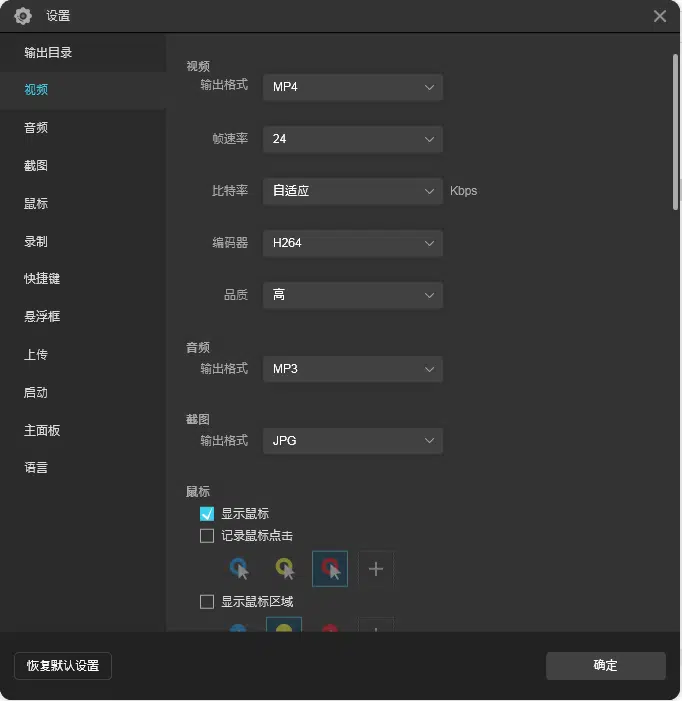 设置
输出目录
视频
音频
截图
鼠标
录制
快捷键
悬浮框
上传
启动
主面板
语言
视频
输出格式 MP4
帧速率 24
比特率 自适应 Kbps
编码器 H264
品质 高
音频
输出格式 MP3
截图
输出格式 JPG
鼠标
显示鼠标
记录鼠标点击
显示鼠标区域
恢复默认设置
确定